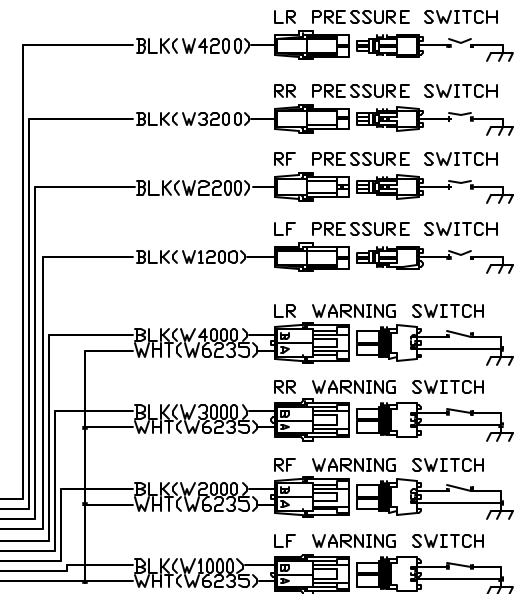 LR PRESSURE SWITCH
BLK(W4200)
RR PRESSURE SWITCH
BLK(W3200)
RF PRESSURE SWITCH
BLK(W2200)
LF PRESSURE SWITCH
BLK(W1200)
LR WARNING SWITCH
BLK(W4000) B
WHT(W6235) A
RR WARNING SWITCH
BLK(W3000) B
WHT(W6235) A
RF WARNING SWITCH
BLK(W2000) B
WHT(W6235) A
LF WARNING SWITCH
BLK(W1000) B
WHT(W6235) A